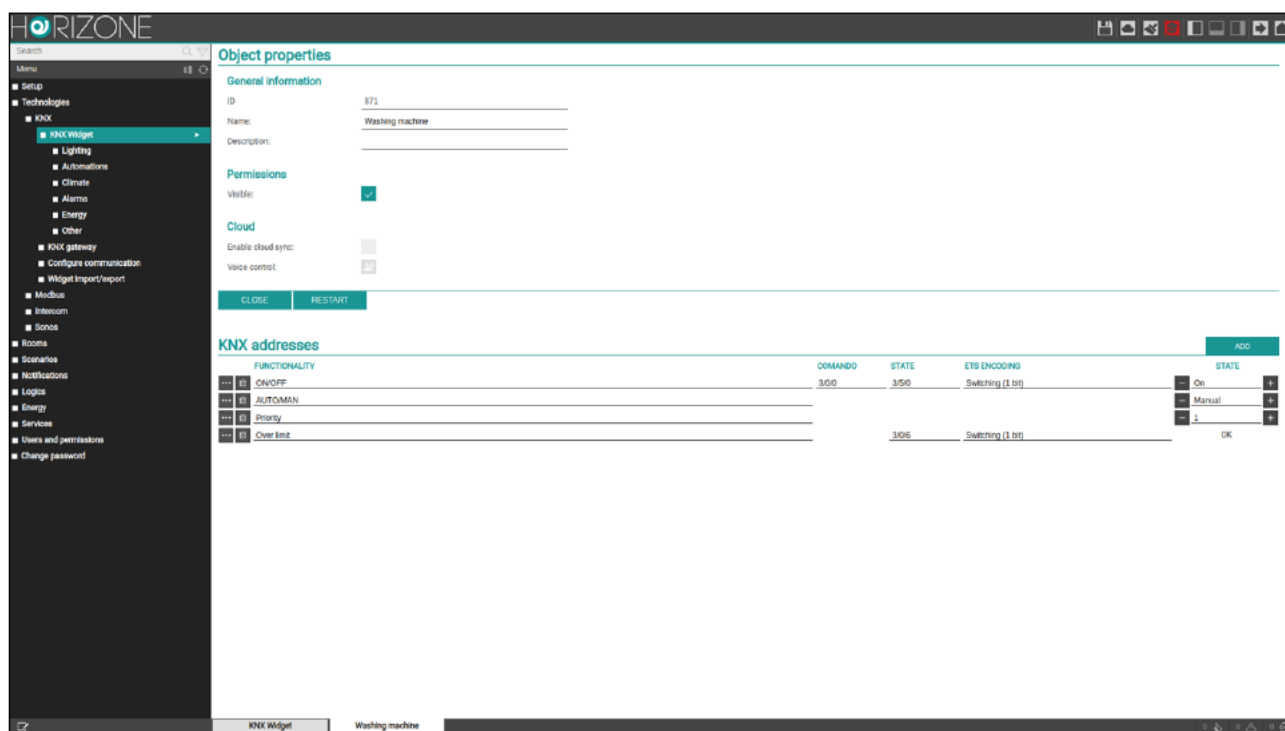 HORIZONE
Search
Menu
Setup
Technologies
KNX
KNX Widget
Lighting
Automations
Climate
Alarms
Energy
Other
KNX gateway
Configure communication
Widget import/export
Modbus
Intercom
Sonos
Rooms
Scenarios
Notifications
Logics
Energy
Services
Users and permissions
Change password
Object properties
General information
ID 871
Name: Washing machine
Description:
Permissions
Visible:
Cloud
Enable cloud sync:
Voice control:
CLOSE RESTART
KNX addresses ADD
FUNCTIONALITY COMANDO STATE ETS ENCODING STATE
ON/OFF 3/0/0 3/5/0 Switching (1 bit) − On +
AUTO/MAN − Manual +
Priority − 1 +
Over limit 3/0/6 Switching (1 bit) OK
KNX Widget Washing machine 0 0 0